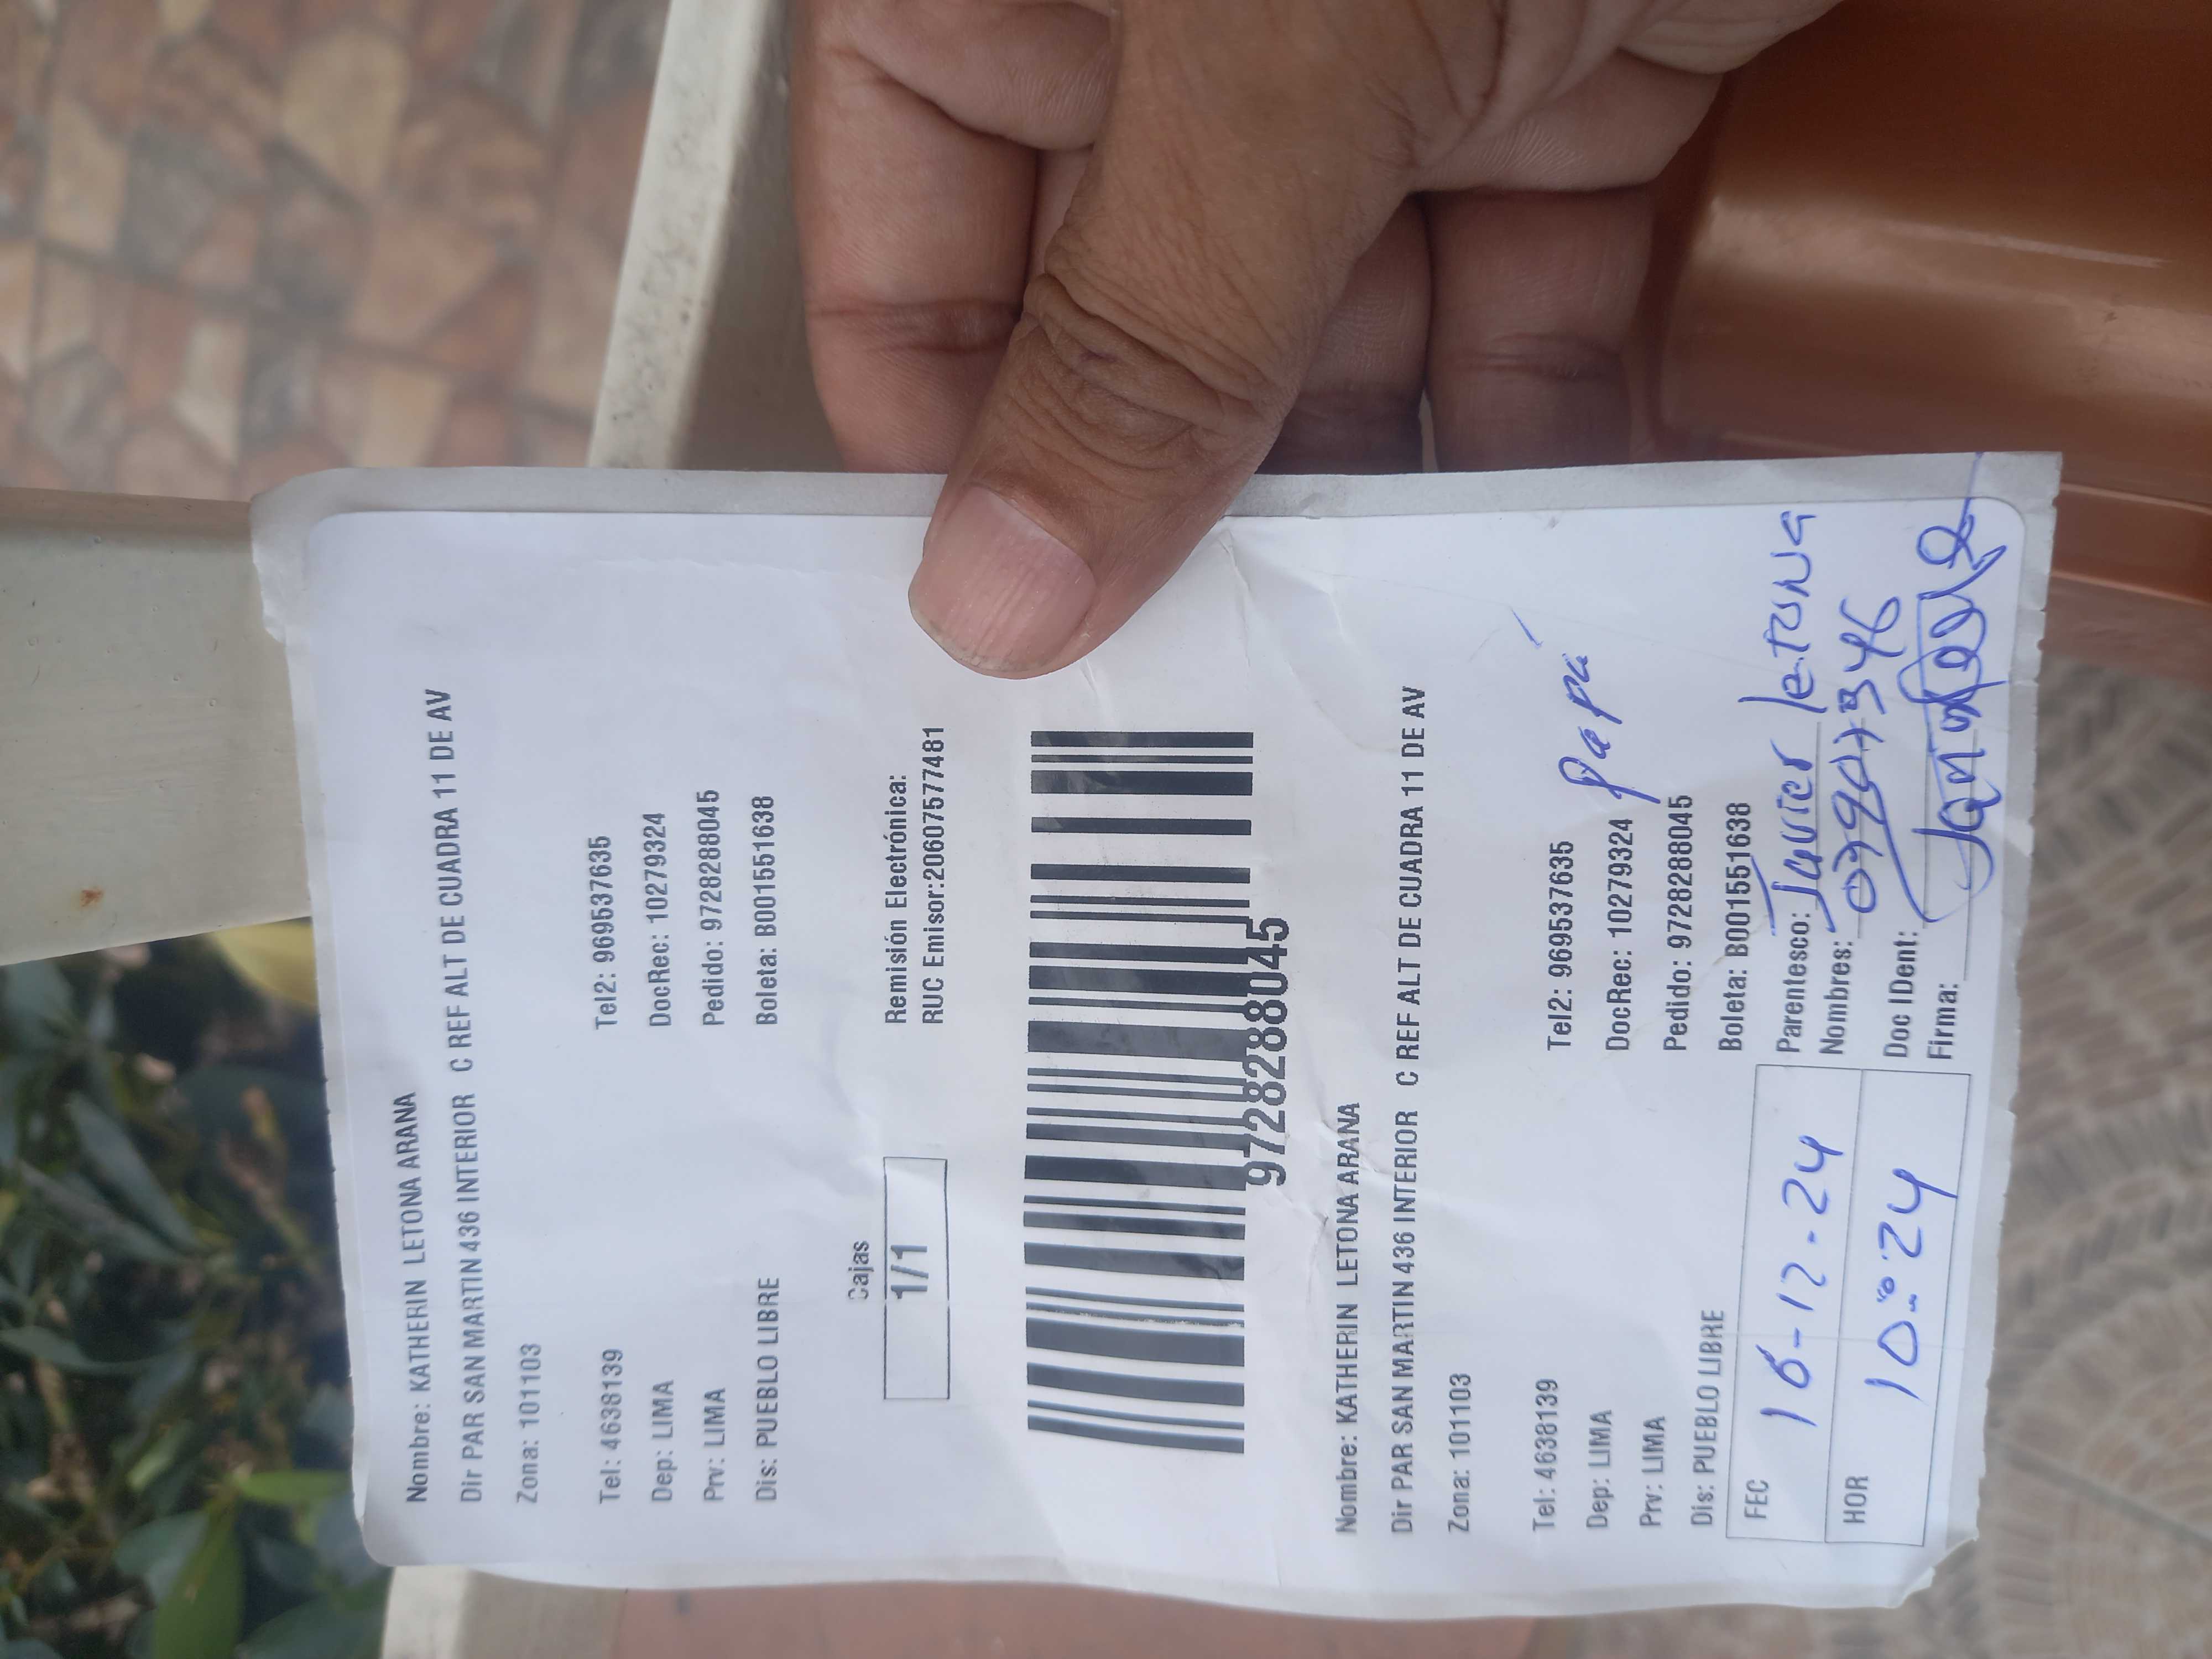 Nombre: KATHERIN LETONA ARANA
Dir PAR SAN MARTIN 436 INTERIOR C REF ALT DE CUADRA 11 DE AV
Zona: 101103
Tel: 4638139 Tel2: 969537635
Dep: LIMA DocRec: 10279324
Prv: LIMA Pedido: 9728288045
Dis: PUEBLO LIBRE Boleta: B001551638
Cajas
1/1
Remisión Electrónica:
RUC Emisor:20607577481
9728288045
Nombre: KATHERIN LETONA ARANA
Dir PAR SAN MARTIN 436 INTERIOR C REF ALT DE CUADRA 11 DE AV
Zona: 101103
Tel: 4638139 Tel2: 969537635
Dep: LIMA DocRec: 10279324 papá
Prv: LIMA Pedido: 9728288045
Dis: PUEBLO LIBRE Boleta: B001551638
FEC 16-12-24
HOR 10:24
Parentesco: Javier letona
Nombres:
Doc IDent:
Firma: